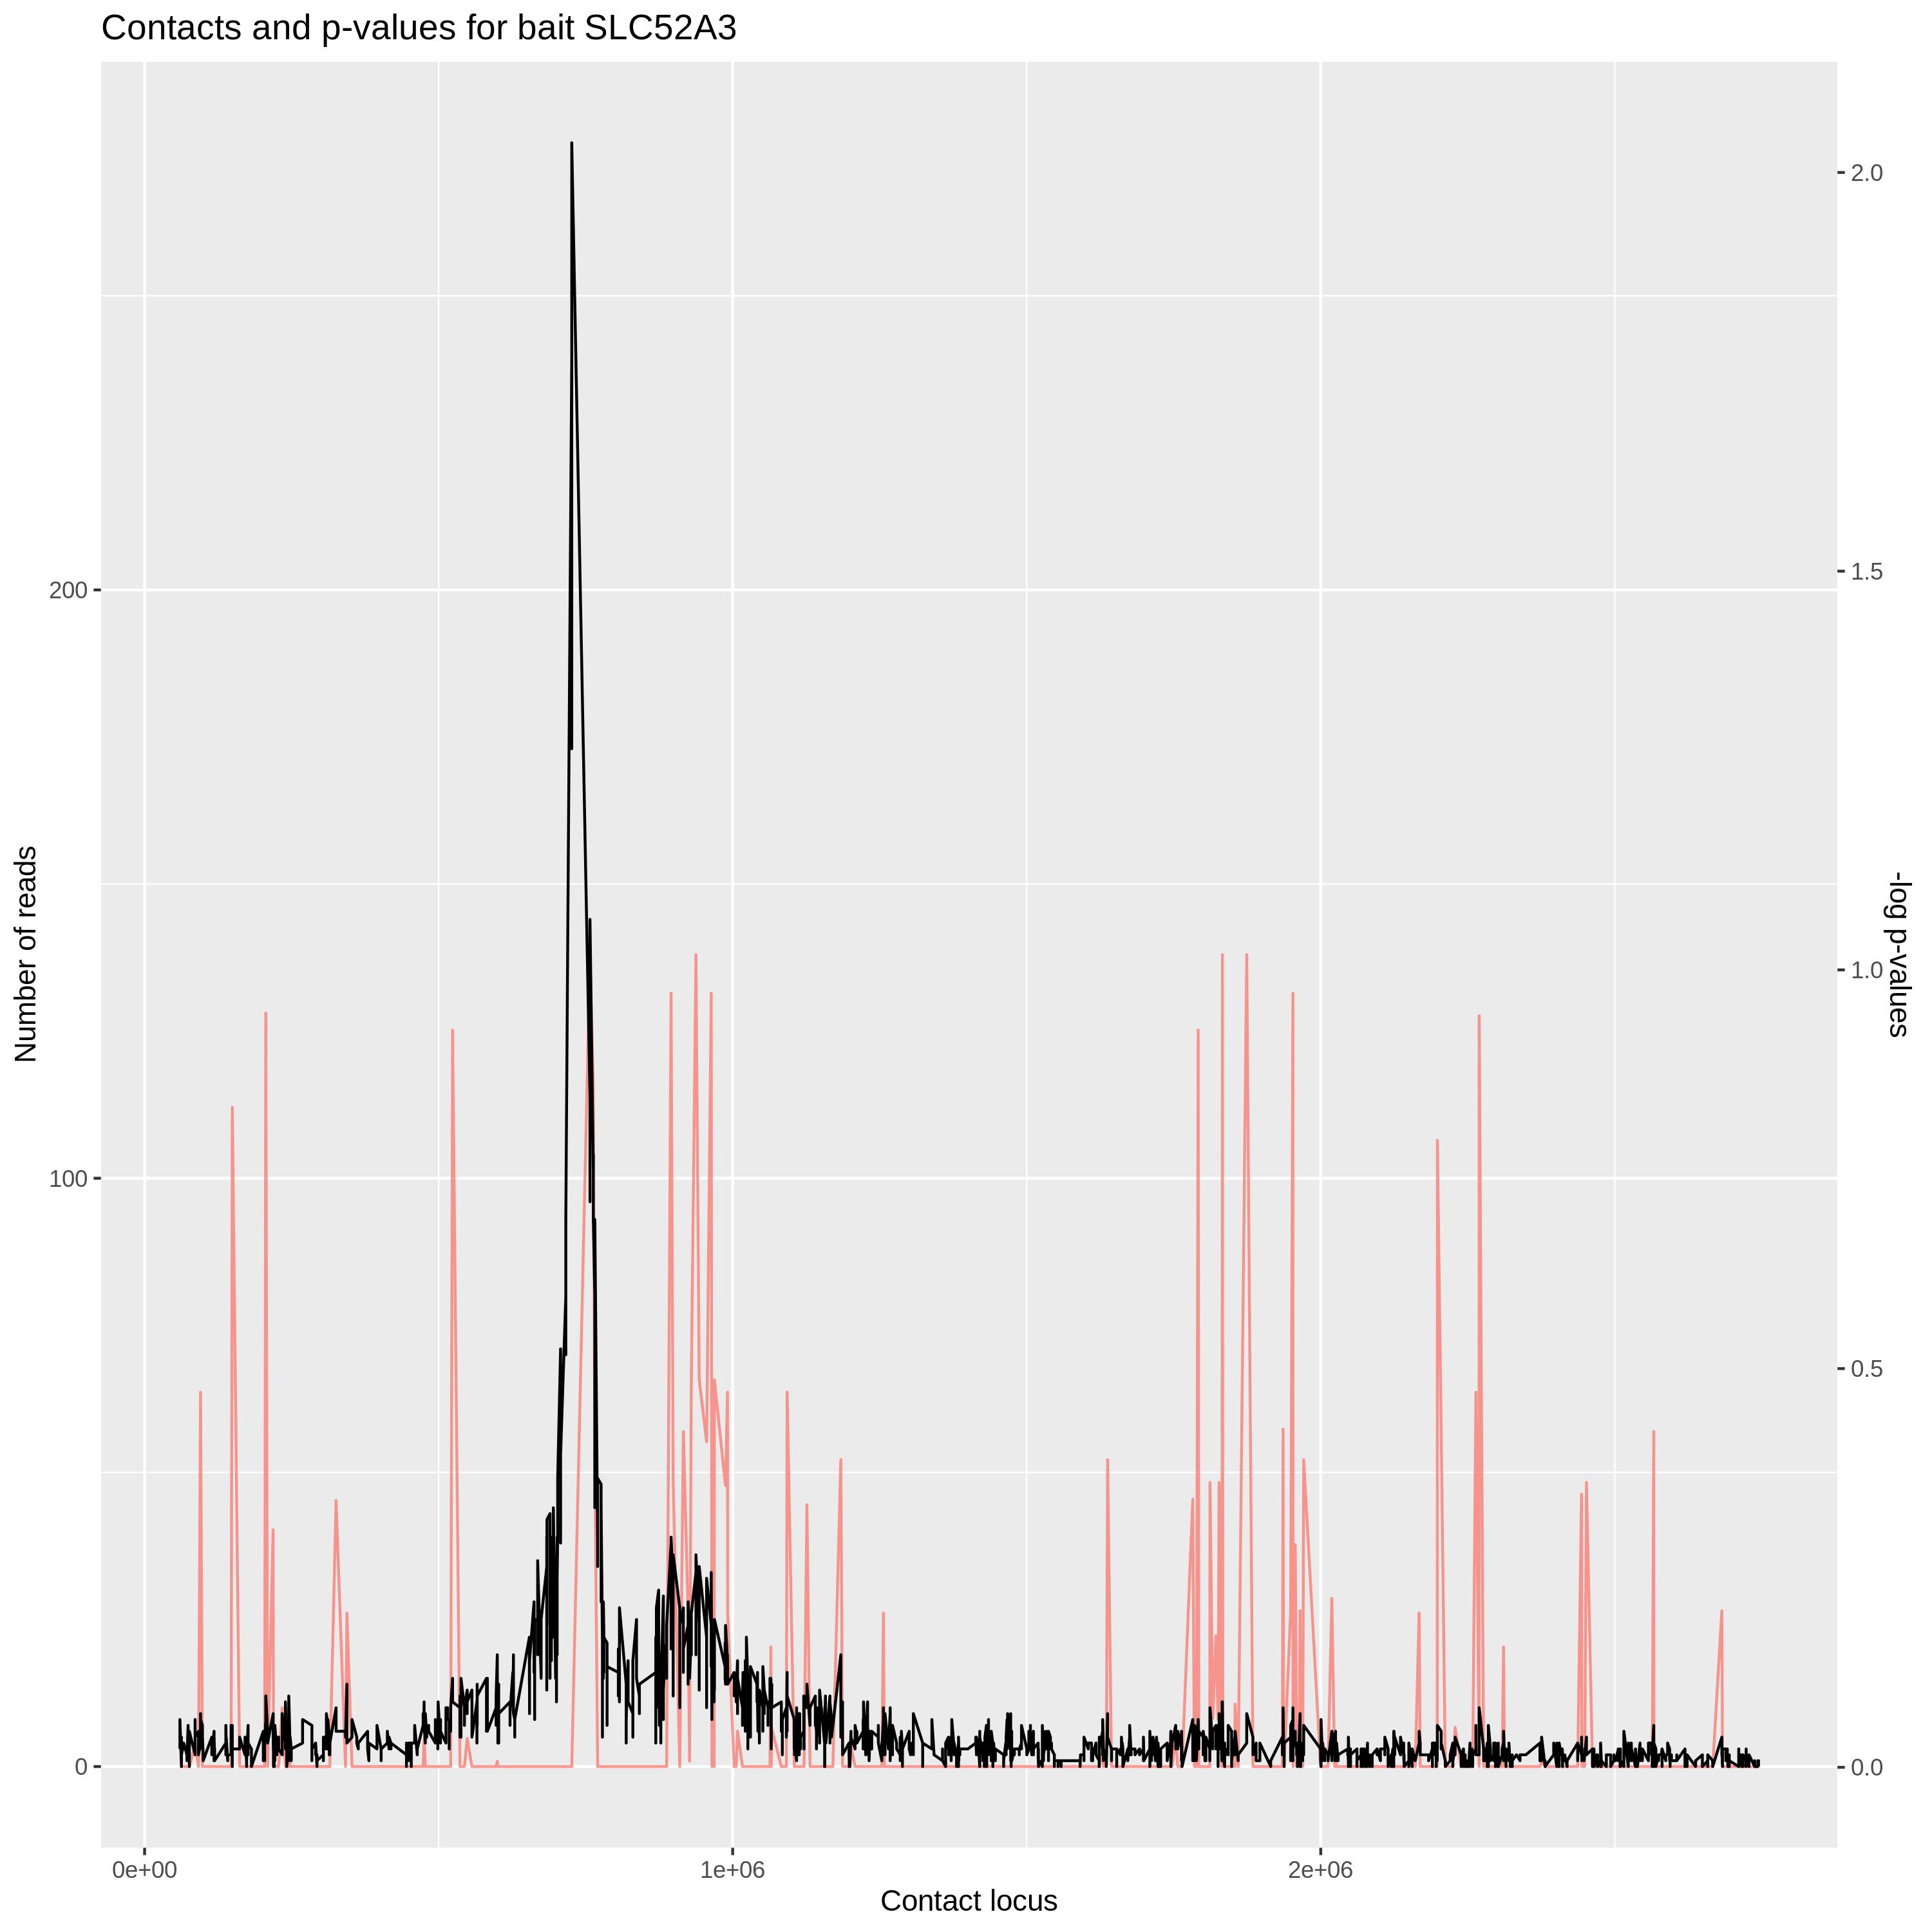 Contacts and p-values for bait SLC52A3
Number of reads
200
100
0
2.0
1.5
1.0
0.5
0.0
-log p-values
0e+00
1e+06
2e+06
Contact locus